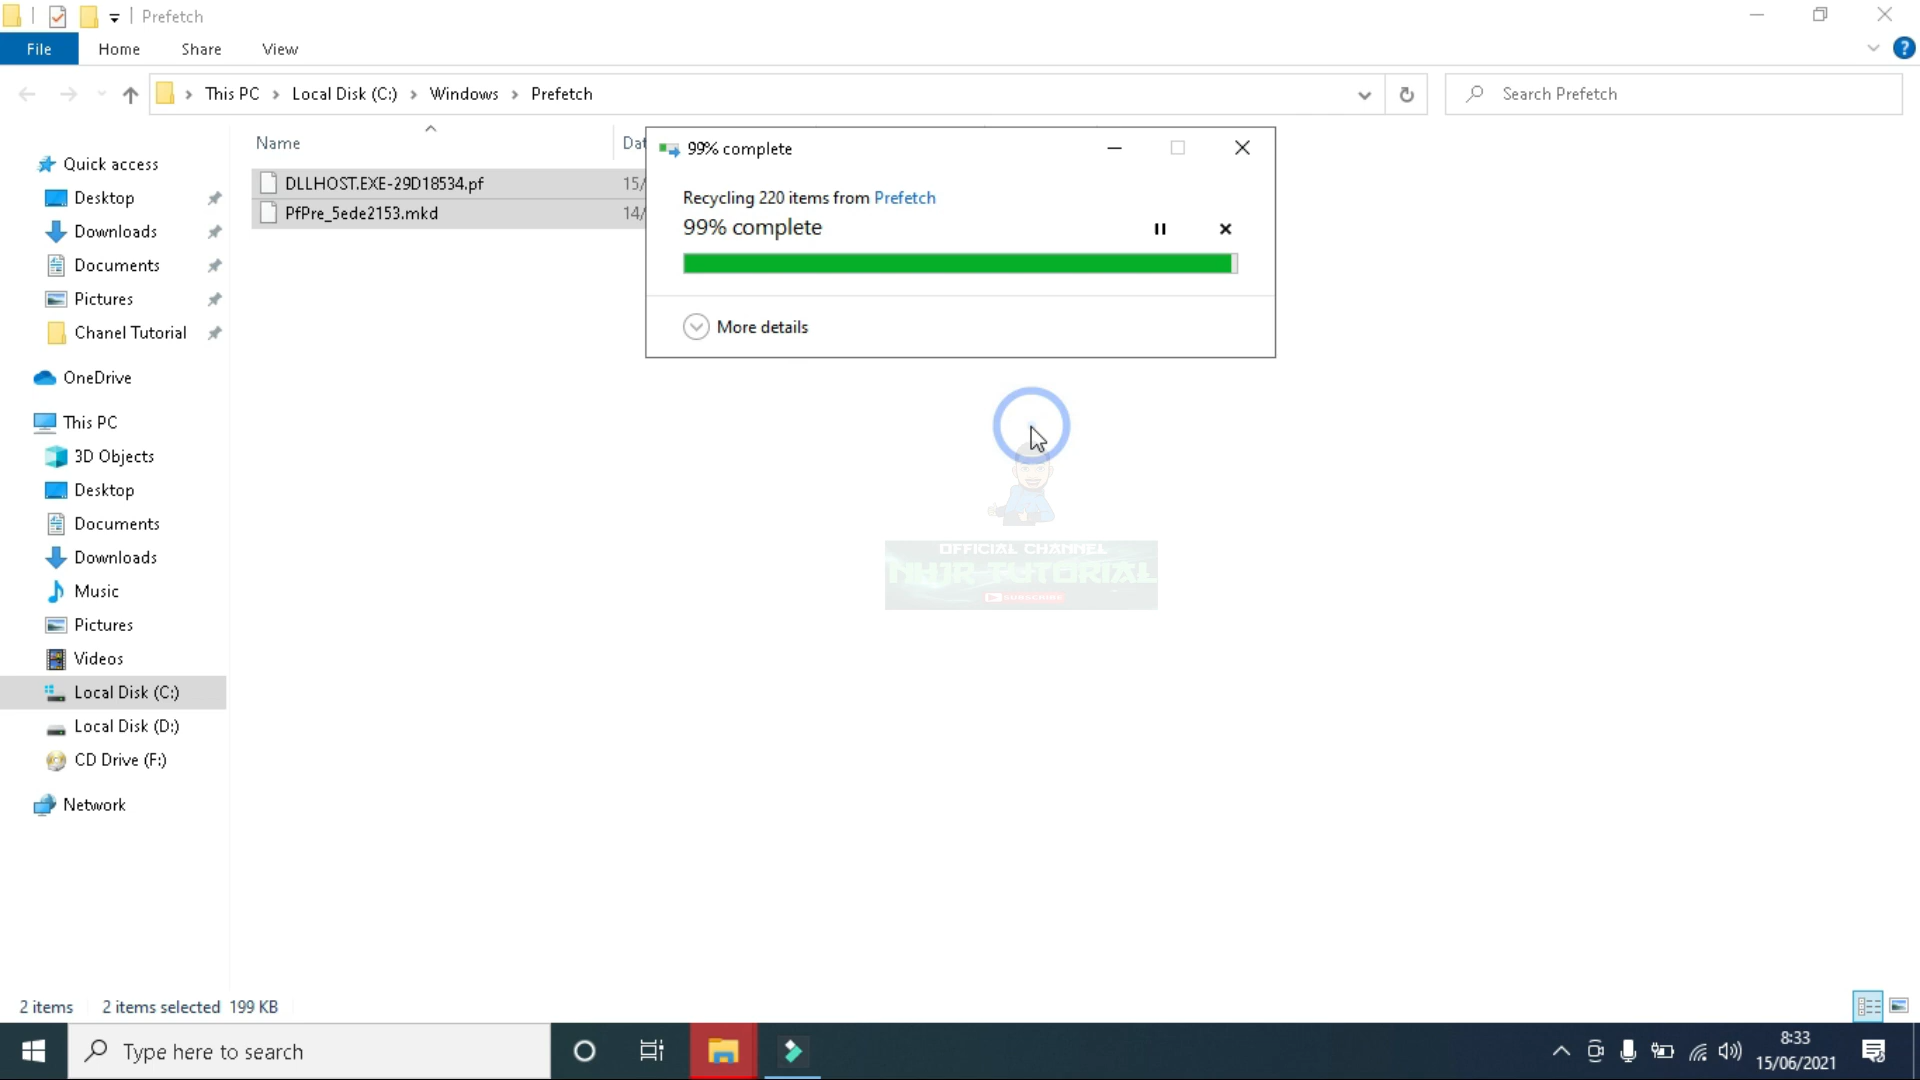 Prefetch
File Home Share View
This PC Local Disk (C:) Windows Prefetch
Search Prefetch
Name Dat
99% complete
Quick access
DLLHOST.EXE-29D18534.pf 15/
Recycling 220 items from Prefetch
Desktop
PfPre_5ede2153.mkd 14/
99% complete
Downloads
Documents
Pictures
More details
Chanel Tutorial
OneDrive
This PC
3D Objects
Desktop
Documents
OFFICIAL CHANNEL
Downloads
NHJR TUTORIAL
Music
SUBSCRIBE
Pictures
Videos
Local Disk (C:)
Local Disk (D:)
CD Drive (F:)
Network
2 items 2 items selected 199 KB
Type here to search
8:33
15/06/2021